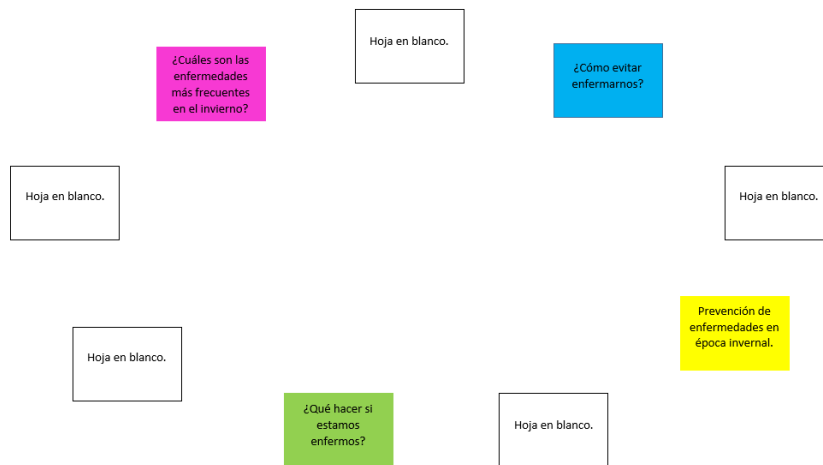 Hoja en blanco.
¿Cuáles son las
enfermedades
más frecuentes
en el invierno?
¿Cómo evitar
enfermarnos?
Hoja en blanco.
Hoja en blanco.
Prevención de
enfermedades en
época invernal.
Hoja en blanco.
¿Qué hacer si
estamos
enfermos?
Hoja en blanco.